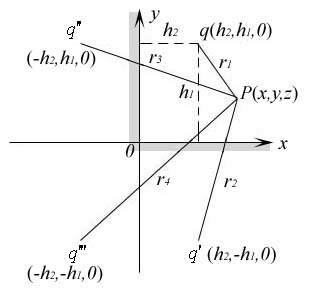 q'' y h₂ q(h₂,h₁,0)
(-h₂,h₁,0) r₃ r₁
h₁ P(x,y,z)
0 x
r₄ r₂
q''' q' (h₂,-h₁,0)
(-h₂,-h₁,0)